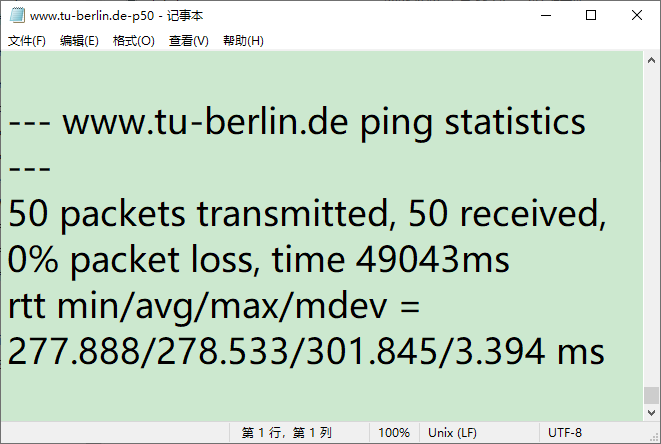 www.tu-berlin.de-p50 - 记事本
文件(F) 编辑(E) 格式(O) 查看(V) 帮助(H)
--- www.tu-berlin.de ping statistics
---
50 packets transmitted, 50 received,
0% packet loss, time 49043ms
rtt min/avg/max/mdev =
277.888/278.533/301.845/3.394 ms
第 1 行，第 1 列 100% Unix (LF) UTF-8